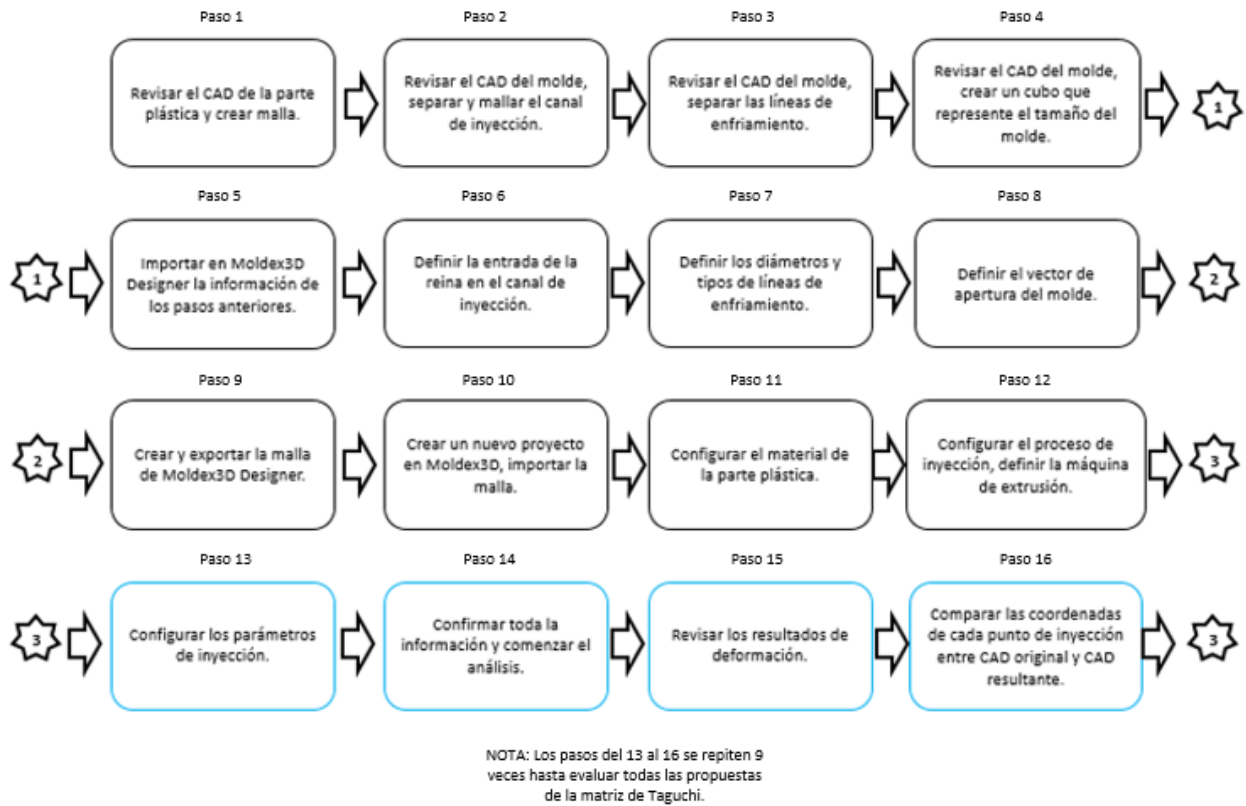 Paso 1
Paso 2
Paso 3
Paso 4
Revisar el CAD de la parte
plástica y crear malla.
Revisar el CAD del molde,
separar y mallar el canal
de inyección.
Revisar el CAD del molde,
separar las líneas de
enfriamiento.
Revisar el CAD del molde,
crear un cubo que
represente el tamaño del
molde.
1
Paso 5
Paso 6
Paso 7
Paso 8
1
Importar en Moldex3D
Designer la información de
los pasos anteriores.
Definir la entrada de la
reina en el canal de
inyección.
Definir los diámetros y
tipos de líneas de
enfriamiento.
Definir el vector de
apertura del molde.
2
Paso 9
Paso 10
Paso 11
Paso 12
2
Crear y exportar la malla
de Moldex3D Designer.
Crear un nuevo proyecto
en Moldex3D, importar la
malla.
Configurar el material de
la parte plástica.
Configurar el proceso de
inyección, definir la máquina
de extrusión.
3
Paso 13
Paso 14
Paso 15
Paso 16
3
Configurar los parámetros
de inyección.
Confirmar toda la
información y comenzar el
análisis.
Revisar los resultados de
deformación.
Comparar las coordenadas
de cada punto de inyección
entre CAD original y CAD
resultante.
3
NOTA: Los pasos del 13 al 16 se repiten 9
veces hasta evaluar todas las propuestas
de la matriz de Taguchi.